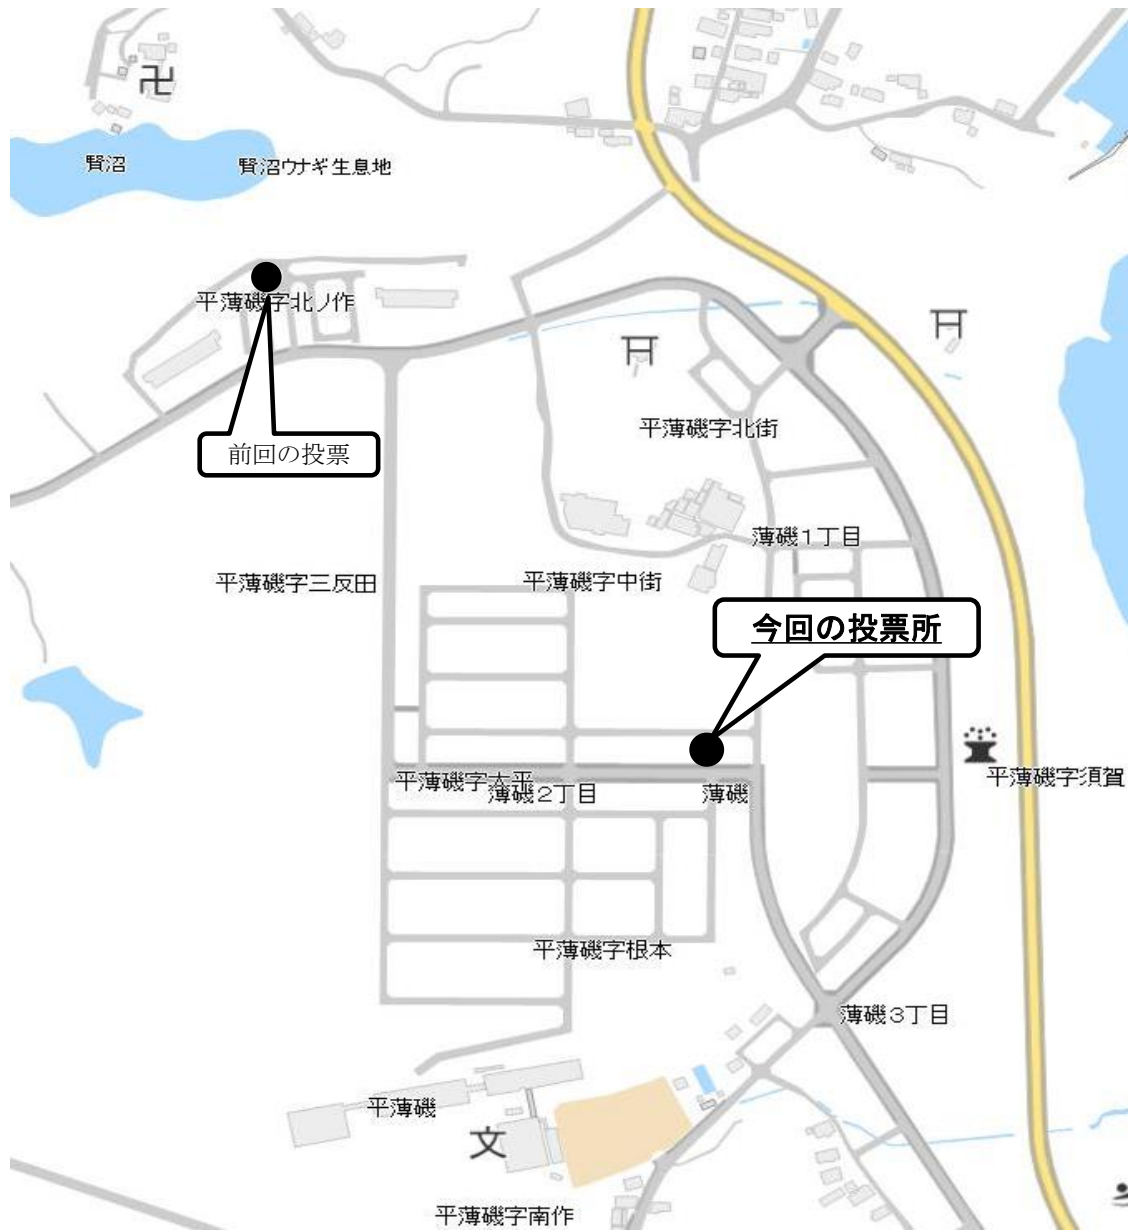 賢沼
賢沼ウナギ生息地
平薄磯字北ノ作
前回の投票
平薄磯字北街
薄磯1丁目
平薄磯字三反田
平薄磯字中街
今回の投票所
平薄磯字太平
薄磯2丁目
薄磯
平薄磯字須賀
平薄磯字根本
薄磯3丁目
平薄磯
文
平薄磯字南作